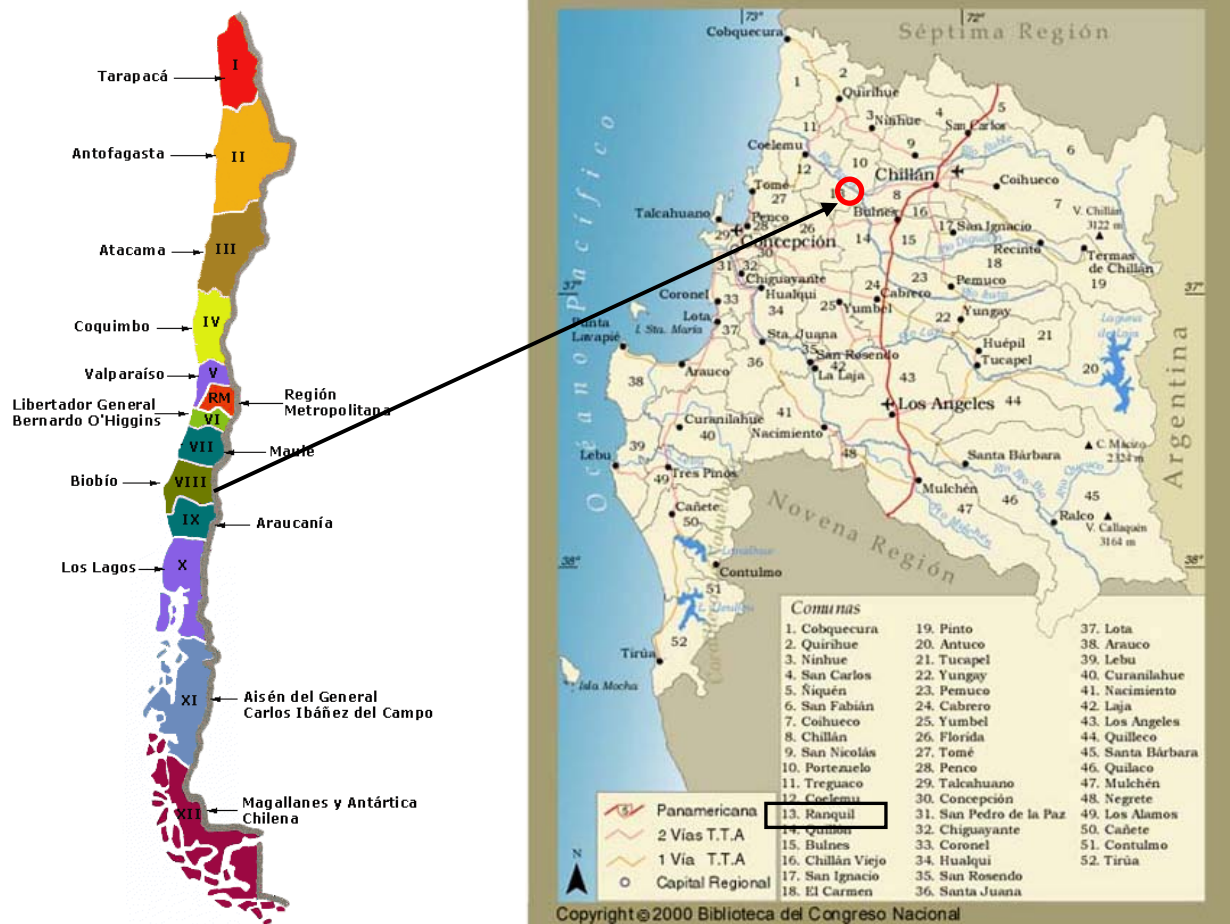 I
Tarapacá
II
Antofagasta
III
Atacama
IV
Coquimbo
V
Valparaíso
RM
Región
Metropolitana
Libertador General
Bernardo O'Higgins
VI
VII
Maule
VIII
Biobío
IX
Araucanía
X
Los Lagos
XI
Aisén del General
Carlos Ibáñez del Campo
XII
Magallanes y Antártica
Chilena
73°
72°
Séptima Región
Cobquecura
1
2
Quirihue
3
Ninhue
4
5
San Carlos
6
11
Coelemu
10
9
Río Ñuble
12
Chillán
Coihueco
Tomé
27
13
8
7
Talcahuano
Penco
28
Bulnes
16
17
San Ignacio
V. Chillán
3122 m
29
Concepción
26
14
15
Río Diguillín
Recinto
Termas
de Chillán
30
31
32
Chiguayante
18
19
37°
37°
Coronel
33
Hualqui
34
24
Cabrero
23
Pemuco
Yumbel
25
Lota
37
I. Sta. María
Punta
Lavapié
Sta. Juana
22
Yungay
21
Laguna
de Laja
35
San Rosendo
42
La Laja
Huépil
Tucapel
36
20
38
Arauco
43
44
Los Angeles
Curanilahue
40
41
Nacimiento
C. Mácizo
2324 m
39
Lebu
48
Santa Bárbara
Tres Pinos
49
Mulchén
46
45
Río Bío Bío
Cañete
50
47
Ralco
V. Callaquén
3164 m
Novena Región
Océano Pacífico
Argentina
38°
38°
Contulmo
51
52
Tirúa
Isla Mocha
Comunas
1. Cobquecura
2. Quirihue
3. Ninhue
4. San Carlos
5. Ñiquén
6. San Fabián
7. Coihueco
8. Chillán
9. San Nicolás
10. Portezuelo
11. Treguaco
12. Coelemu
13. Ranquil
14. Quillón
15. Bulnes
16. Chillán Viejo
17. San Ignacio
18. El Carmen
19. Pinto
20. Antuco
21. Tucapel
22. Yungay
23. Pemuco
24. Cabrero
25. Yumbel
26. Florida
27. Tomé
28. Penco
29. Talcahuano
30. Concepción
31. San Pedro de la Paz
32. Chiguayante
33. Coronel
34. Hualqui
35. San Rosendo
36. Santa Juana
37. Lota
38. Arauco
39. Lebu
40. Curanilahue
41. Nacimiento
42. Laja
43. Los Angeles
44. Quilleco
45. Santa Bárbara
46. Quilaco
47. Mulchén
48. Negrete
49. Los Alamos
50. Cañete
51. Contulmo
52. Tirúa
5
Panamericana
2 Vías T.T.A
1 Vía T.T.A
Capital Regional
N
Copyright © 2000 Biblioteca del Congreso Nacional